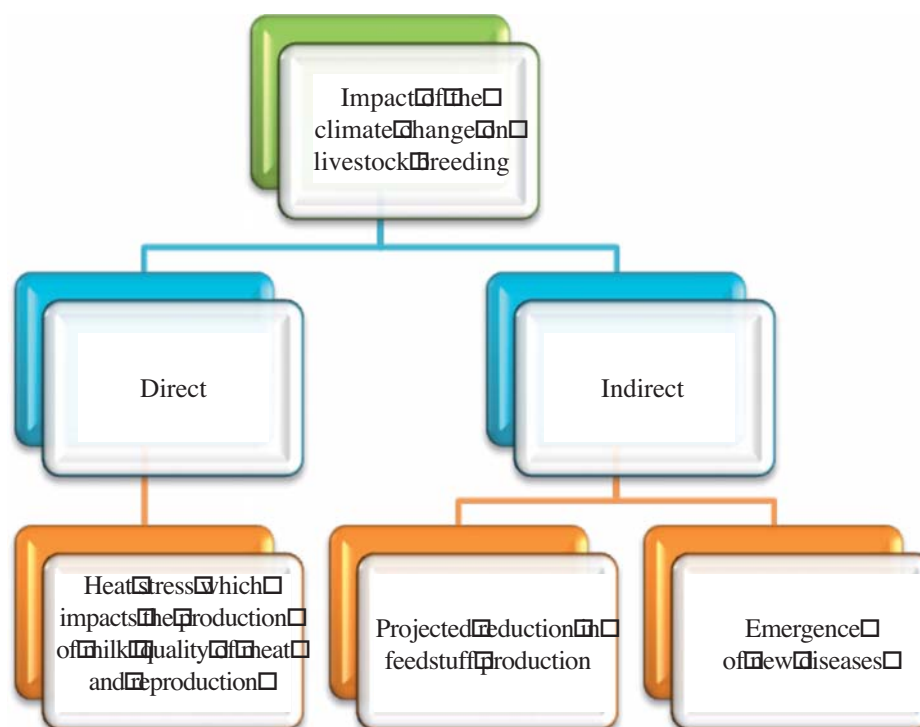 Impact of the
climate change on
livestock breeding
Direct
Indirect
Heat stress which
impacts the production
of milk quality of meat
and reproduction
Projected reduction in
feedstuff production
Emergence
of new diseases